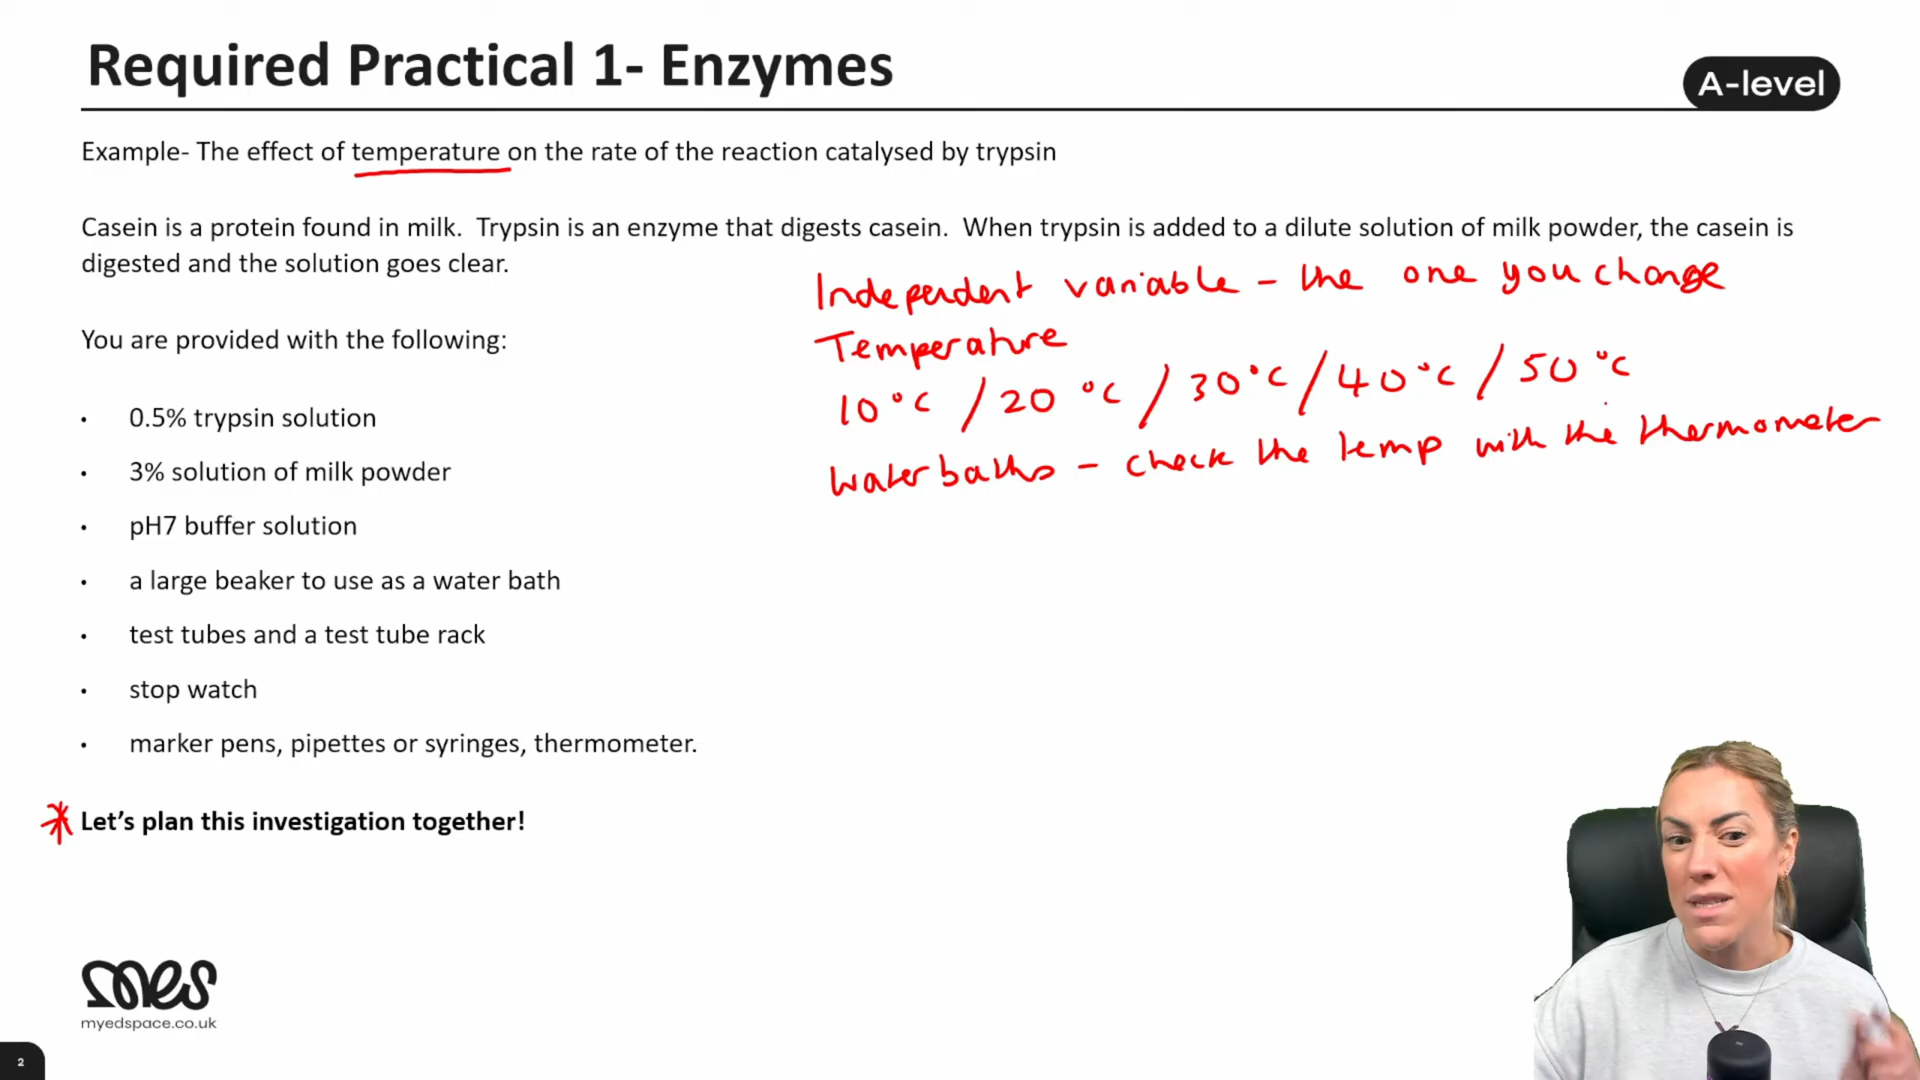 Required Practical 1- Enzymes
A-level
Example- The effect of temperature on the rate of the reaction catalysed by trypsin
Casein is a protein found in milk.  Trypsin is an enzyme that digests casein.  When trypsin is added to a dilute solution of milk powder, the casein is
digested and the solution goes clear.
Independent variable - the one you change
Temperature
10°C / 20 °C / 30°C / 40°C / 50°C
Waterbaths - check the temp with the thermometer
You are provided with the following:
• 0.5% trypsin solution
• 3% solution of milk powder
• pH7 buffer solution
• a large beaker to use as a water bath
• test tubes and a test tube rack
• stop watch
• marker pens, pipettes or syringes, thermometer.
* Let's plan this investigation together!
mes
myedspace.co.uk
2